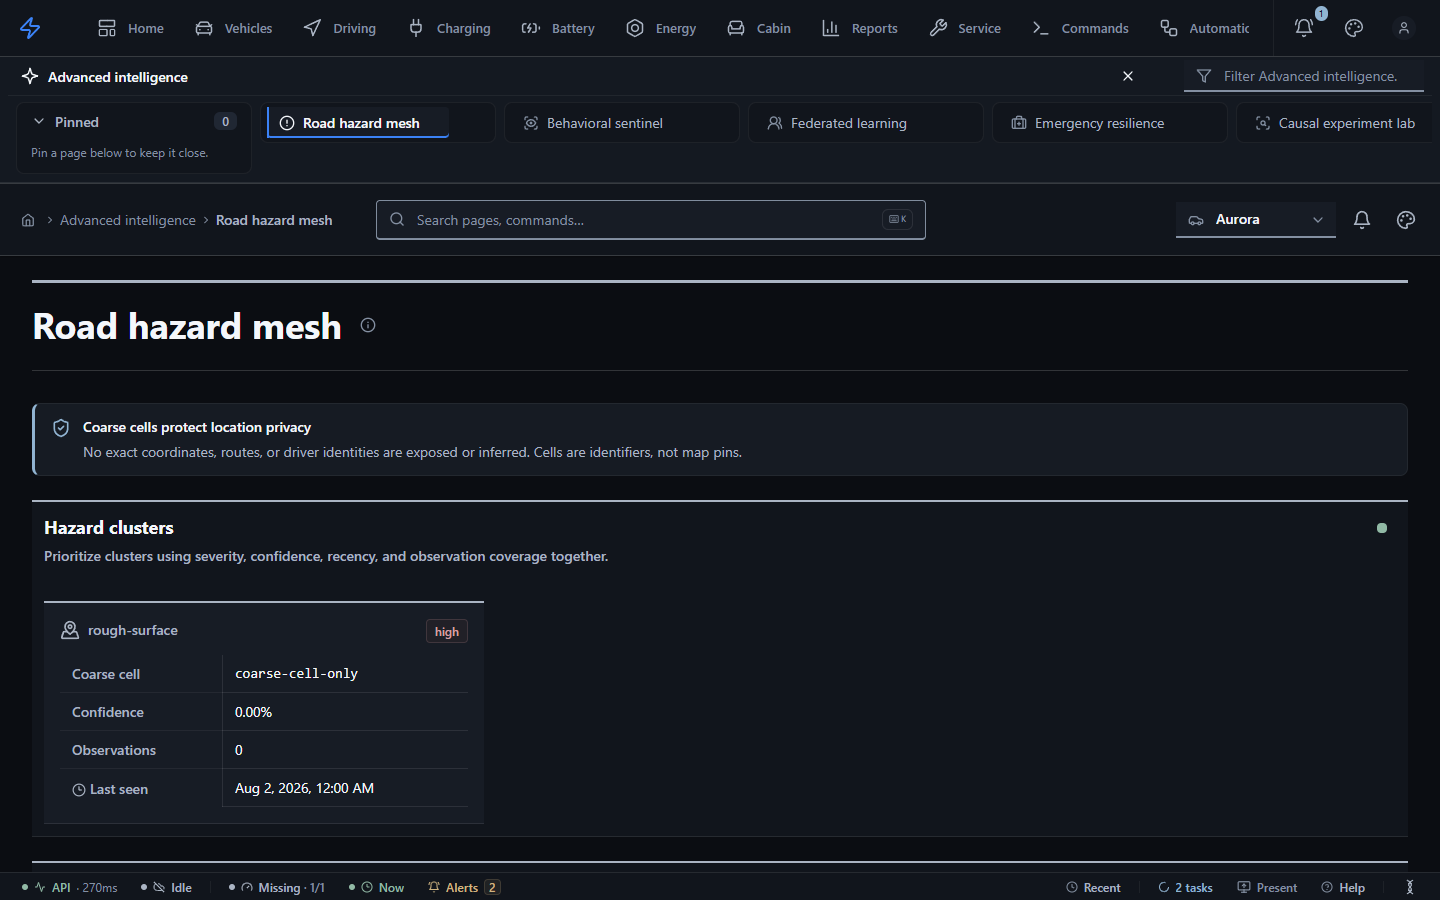 Home
Vehicles
Driving
Charging
Battery
Energy
Cabin
Reports
Service
Commands
Automatic
1
Advanced intelligence
Filter Advanced intelligence.
Pinned
0
Pin a page below to keep it close.
Road hazard mesh
Behavioral sentinel
Federated learning
Emergency resilience
Causal experiment lab
Advanced intelligence
Road hazard mesh
Search pages, commands...
K
Aurora
Road hazard mesh
Coarse cells protect location privacy
No exact coordinates, routes, or driver identities are exposed or inferred. Cells are identifiers, not map pins.
Hazard clusters
Prioritize clusters using severity, confidence, recency, and observation coverage together.
rough-surface
high
Coarse cell
coarse-cell-only
Confidence
0.00%
Observations
0
Last seen
Aug 2, 2026, 12:00 AM
API · 270ms
Idle
Missing · 1/1
Now
Alerts 2
Recent
2 tasks
Present
Help